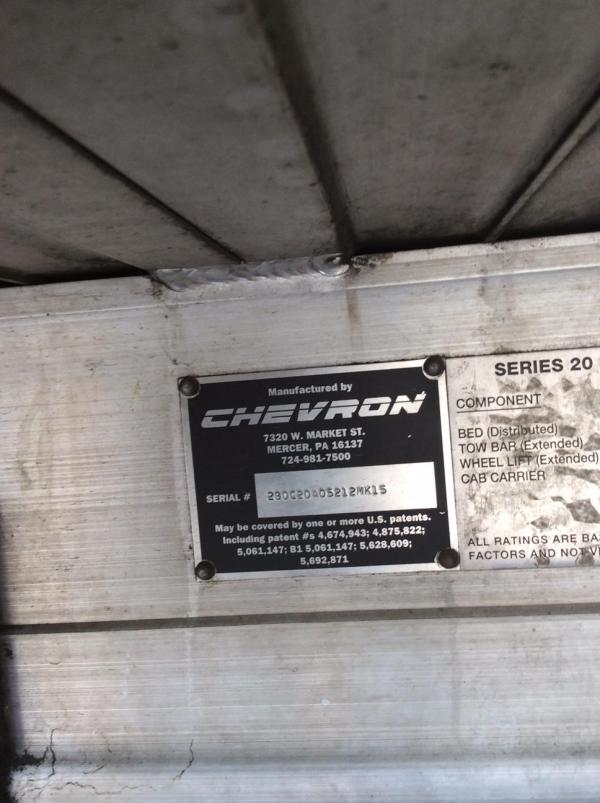 Manufactured by
CHEVRON
7320 W. MARKET ST.
MERCER, PA 16137
724-981-7500
SERIAL # 230C20405212MK15
May be covered by one or more U.S. patents.
Including patent #s 4,674,943; 4,875,822;
5,061,147; B1 5,061,147; 5,628,609;
5,692,871
SERIES 20
COMPONENT
BED (Distributed)
TOW BAR (Extended)
WHEEL LIFT (Extended)
CAB CARRIER
ALL RATINGS ARE BA
FACTORS AND NOT V